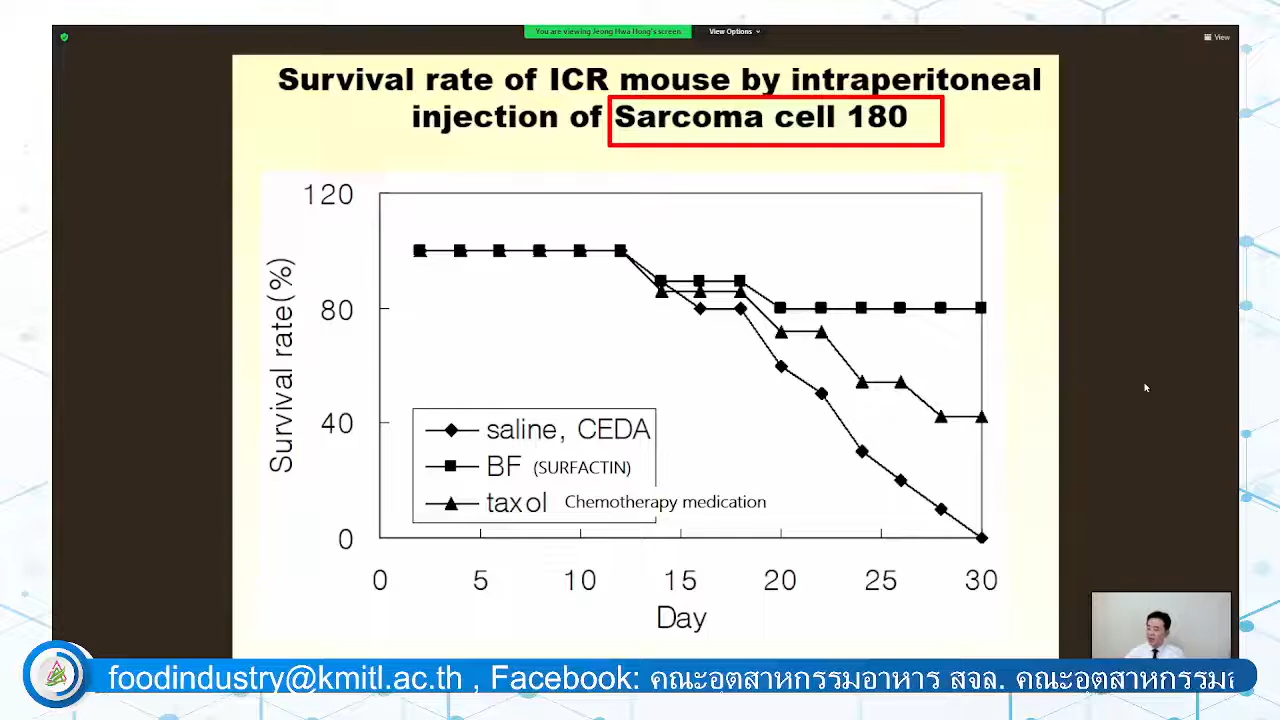 You are viewing Jeong Hwa Hong's screen
View Options
View
Survival rate of ICR mouse by intraperitoneal
injection of Sarcoma cell 180
120
80
40
0
Survival rate(%)
saline, CEDA
BF (SURFACTIN)
taxol Chemotherapy medication
0 5 10 15 20 25 30
Day
foodindustry@kmitl.ac.th , Facebook: คณะอุตสาหกรรมอาหาร สจล. คณะอุตสาหกรรมอ